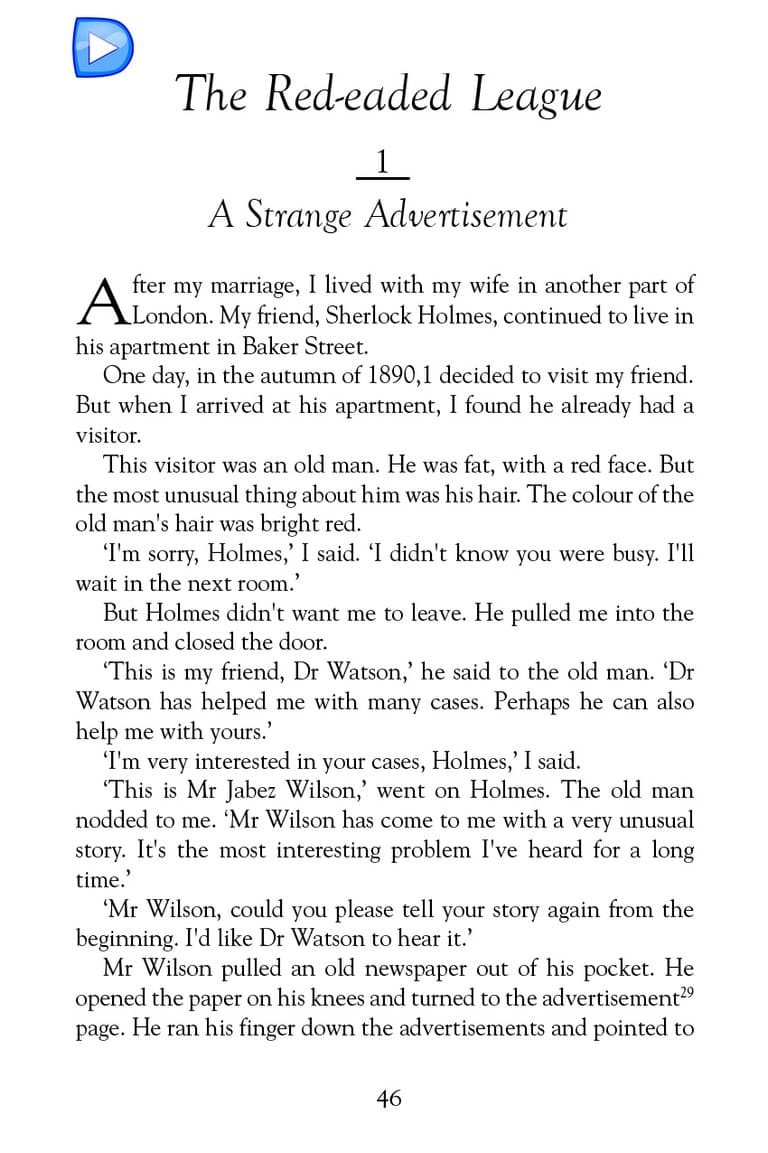 The Red-eaded League
1
A Strange Advertisement
After my marriage, I lived with my wife in another part of
London. My friend, Sherlock Holmes, continued to live in
his apartment in Baker Street.
One day, in the autumn of 1890,1 decided to visit my friend.
But when I arrived at his apartment, I found he already had a
visitor.
This visitor was an old man. He was fat, with a red face. But
the most unusual thing about him was his hair. The colour of the
old man's hair was bright red.
‘I'm sorry, Holmes,’ I said. ‘I didn't know you were busy. I'll
wait in the next room.’
But Holmes didn't want me to leave. He pulled me into the
room and closed the door.
‘This is my friend, Dr Watson,’ he said to the old man. ‘Dr
Watson has helped me with many cases. Perhaps he can also
help me with yours.’
‘I'm very interested in your cases, Holmes,’ I said.
‘This is Mr Jabez Wilson,’ went on Holmes. The old man
nodded to me. ‘Mr Wilson has come to me with a very unusual
story. It's the most interesting problem I've heard for a long
time.’
‘Mr Wilson, could you please tell your story again from the
beginning. I'd like Dr Watson to hear it.’
Mr Wilson pulled an old newspaper out of his pocket. He
opened the paper on his knees and turned to the advertisement²⁹
page. He ran his finger down the advertisements and pointed to
46